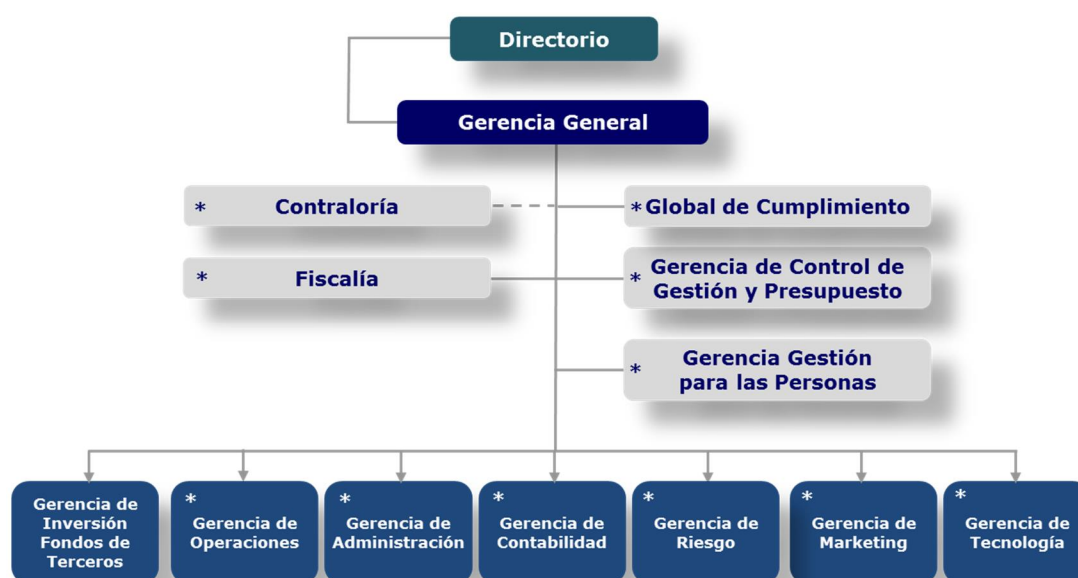 Directorio
Gerencia General
* Contraloría
* Global de Cumplimiento
* Fiscalía
* Gerencia de Control de
Gestión y Presupuesto
* Gerencia Gestión
para las Personas
Gerencia de
Inversión
Fondos de
Terceros
*
Gerencia de
Operaciones
*
Gerencia de
Administración
*
Gerencia de
Contabilidad
*
Gerencia de
Riesgo
*
Gerencia de
Marketing
*
Gerencia de
Tecnología